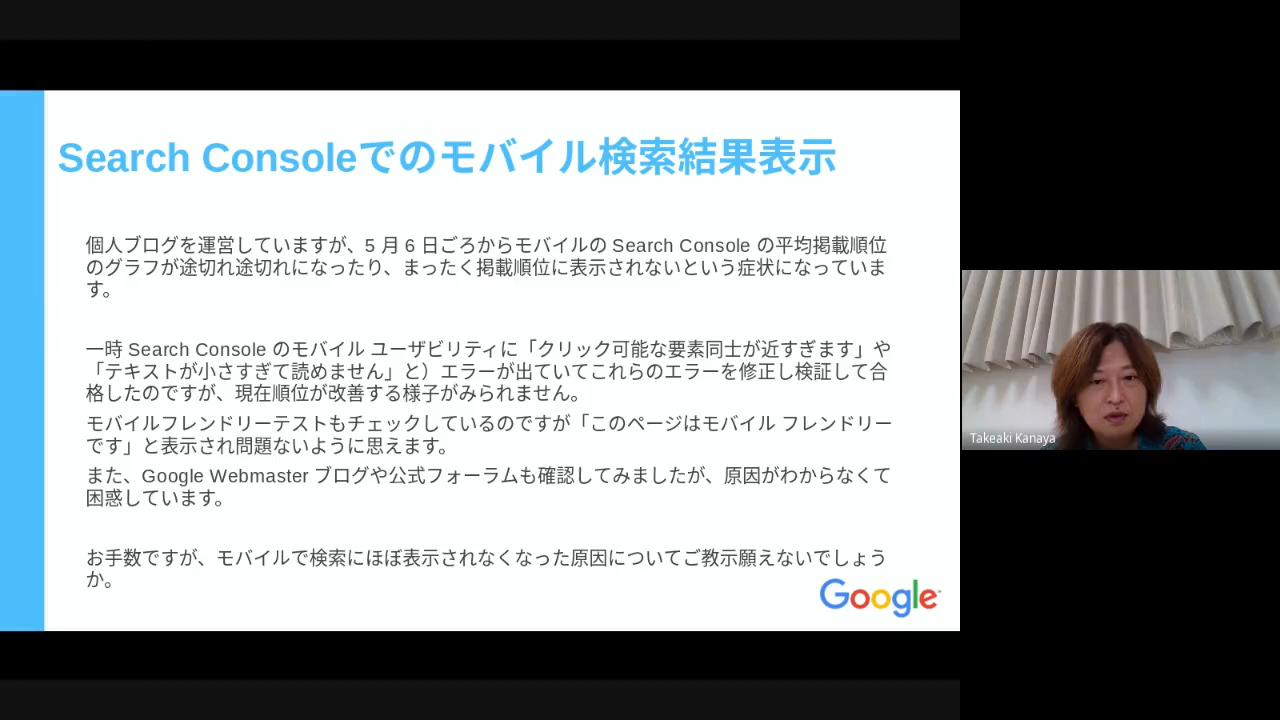 Search Consoleでのモバイル検索結果表示
個人ブログを運営していますが、5 月 6 日ごろからモバイルの Search Console の平均掲載順位
のグラフが途切れ途切れになったり、まったく掲載順位に表示されないという症状になっていま
す。
一時 Search Console のモバイル ユーザビリティに「クリック可能な要素同士が近すぎます」や
「テキストが小さすぎて読めません」と）エラーが出ていてこれらのエラーを修正し検証して合
格したのですが、現在順位が改善する様子がみられません。
モバイルフレンドリーテストもチェックしているのですが「このページはモバイル フレンドリー
です」と表示され問題ないように思えます。
また、Google Webmaster ブログや公式フォーラムも確認してみましたが、原因がわからなくて
困惑しています。
お手数ですが、モバイルで検索にほぼ表示されなくなった原因についてご教示願えないでしょう
か。
Google
Takeaki Kanaya